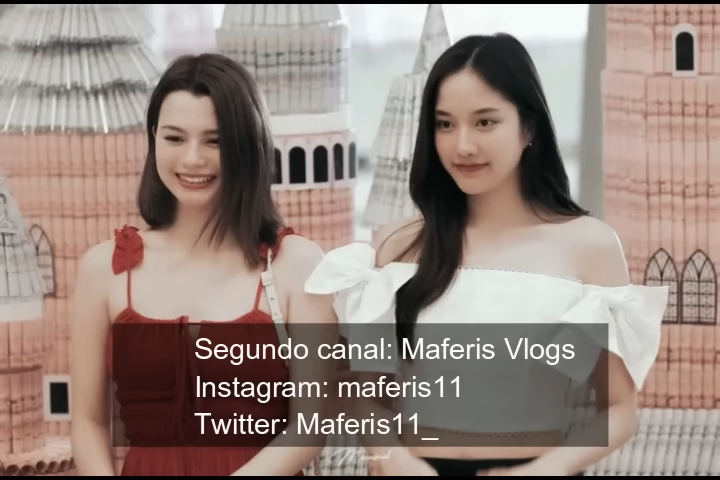 Segundo canal: Maferis Vlogs
Instagram: maferis11
Twitter: Maferis11_